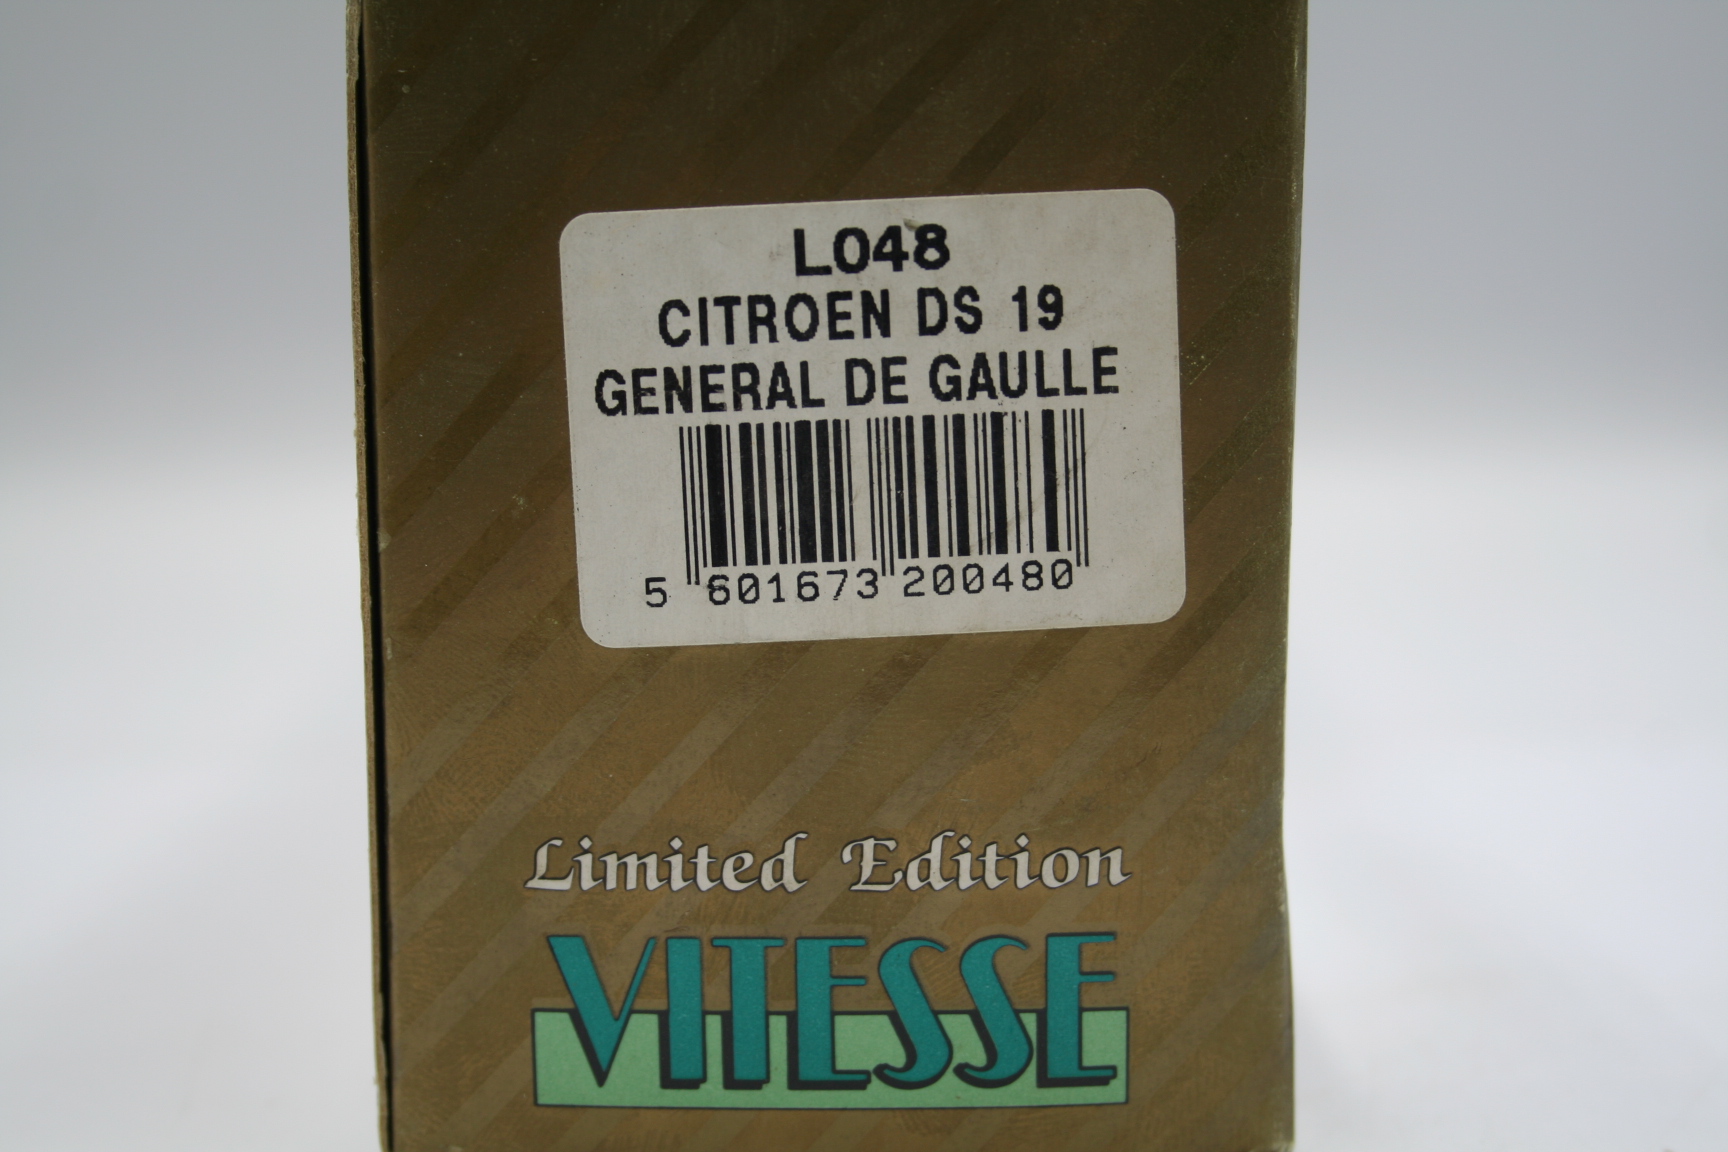 L048
CITROEN DS 19
GENERAL DE GAULLE
5 601673 200480
Limited Edition
VITESSE